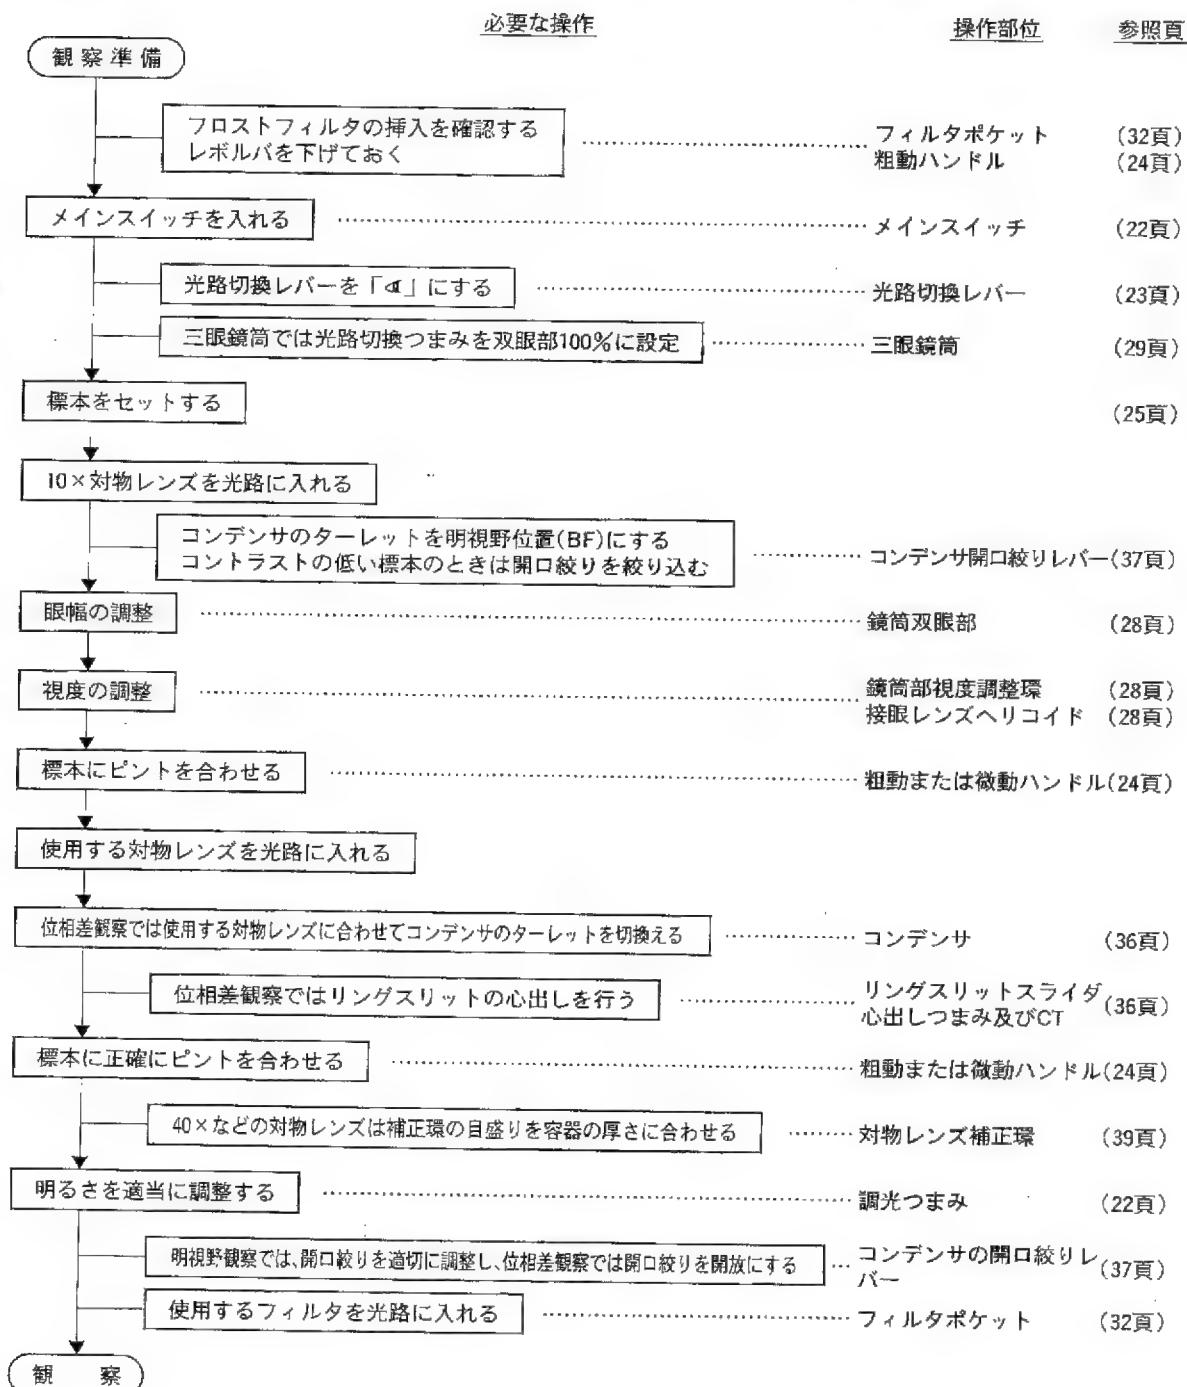 必要な操作 操作部位 参照頁
観察準備
フロストフィルタの挿入を確認する
レボルバを下げておく
フィルタポケット (32頁)
粗動ハンドル (24頁)
メインスイッチを入れる メインスイッチ (22頁)
光路切換レバーを「」にする 光路切換レバー (23頁)
三眼鏡筒では光路切換つまみを双眼部100%に設定 三眼鏡筒 (29頁)
標本をセットする (25頁)
10×対物レンズを光路に入れる
コンデンサのターレットを明視野位置(BF)にする
コントラストの低い標本のときは開口絞りを絞り込む
コンデンサ開口絞りレバー(37頁)
眼幅の調整 鏡筒双眼部 (28頁)
視度の調整
鏡筒部視度調整環 (28頁)
接眼レンズヘリコイド (28頁)
標本にピントを合わせる 粗動または微動ハンドル(24頁)
使用する対物レンズを光路に入れる
位相差観察では使用する対物レンズに合わせてコンデンサのターレットを切換える コンデンサ (36頁)
位相差観察ではリングスリットの心出しを行う
リングスリットスライダ
心出しつまみ及びCT (36頁)
標本に正確にピントを合わせる 粗動または微動ハンドル(24頁)
40×などの対物レンズは補正環の目盛りを容器の厚さに合わせる 対物レンズ補正環 (39頁)
明るさを適当に調整する 調光つまみ (22頁)
明視野観察では、開口絞りを適切に調整し、位相差観察では開口絞りを開放にする
コンデンサの開口絞りレ
バー (37頁)
使用するフィルタを光路に入れる フィルタポケット (32頁)
観 察